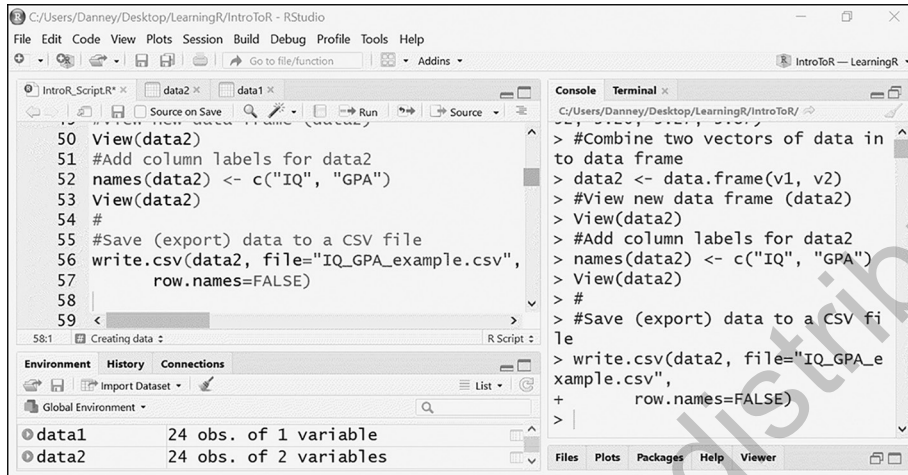 C:/Users/Danney/Desktop/LearningR/IntroToR - RStudio
File Edit Code View Plots Session Build Debug Profile Tools Help
Go to file/function Addins IntroToR — LearningR
IntroR_Script.R* data2 data1
Source on Save Run Source
50 View(data2)
51 #Add column labels for data2
52 names(data2) <- c("IQ", "GPA")
53 View(data2)
54 #
55 #Save (export) data to a CSV file
56 write.csv(data2, file="IQ_GPA_example.csv",
57 row.names=FALSE)
58
59
58:1 Creating data R Script
Environment History Connections
Import Dataset List
Global Environment
data1 24 obs. of 1 variable
data2 24 obs. of 2 variables
Console Terminal
C:/Users/Danney/Desktop/LearningR/IntroToR/
> #Combine two vectors of data in
to data frame
> data2 <- data.frame(v1, v2)
> #View new data frame (data2)
> View(data2)
> #Add column labels for data2
> names(data2) <- c("IQ", "GPA")
> View(data2)
> #
> #Save (export) data to a CSV fi
le
> write.csv(data2, file="IQ_GPA_e
xample.csv",
+ row.names=FALSE)
>
Files Plots Packages Help Viewer